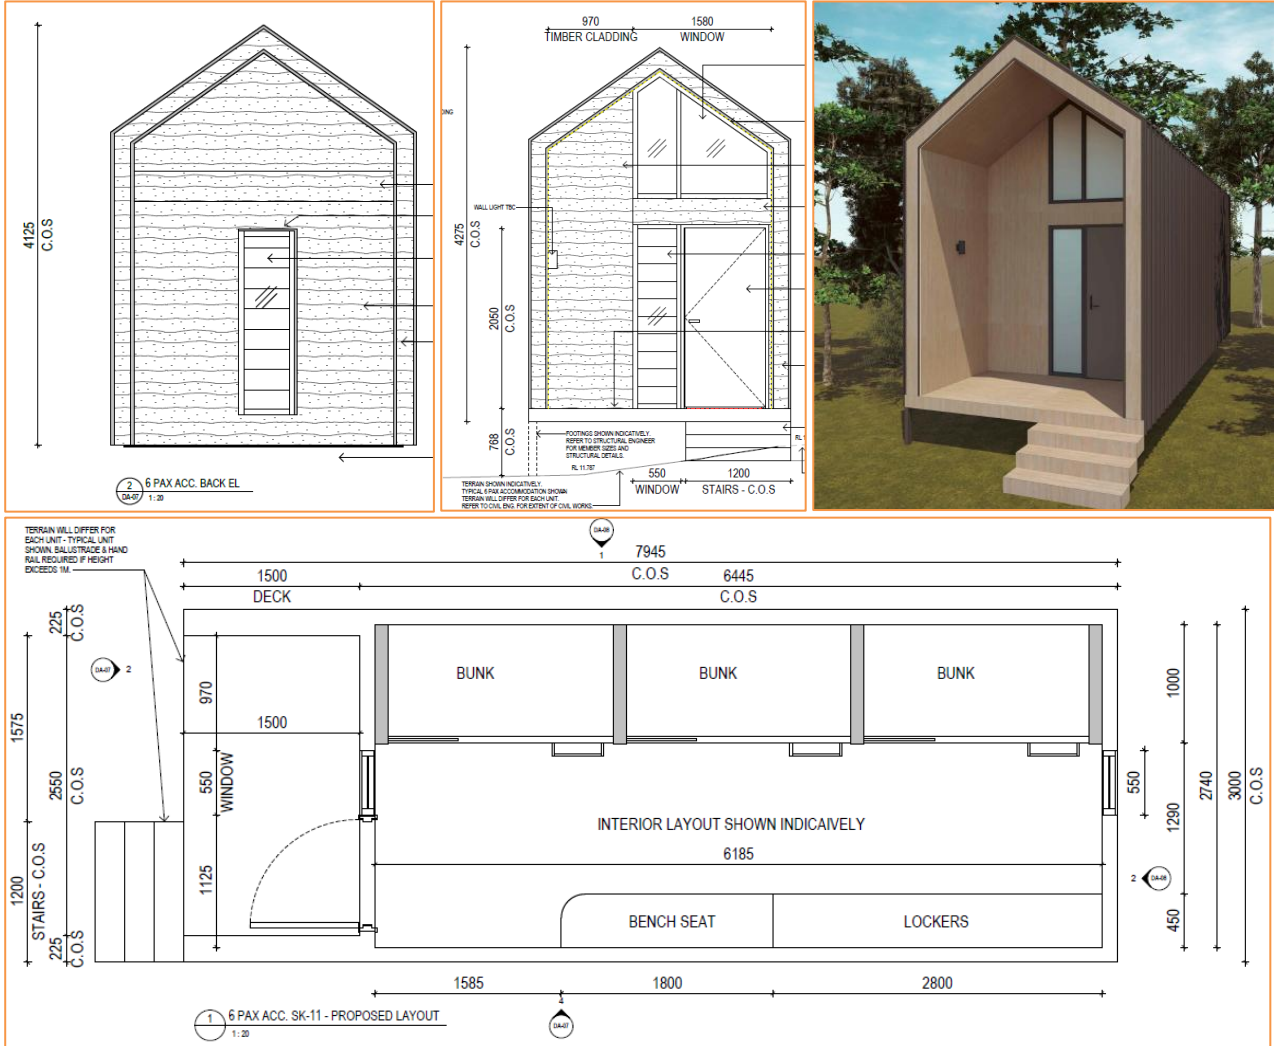 4125
C.O.S
2
DA-07
6 PAX ACC. BACK EL
1 : 20
970
TIMBER CLADDING
1580
WINDOW
DING
WALL LIGHT TBC
4275
C.O.S
2050
C.O.S
768
C.O.S
FOOTINGS SHOWN INDICATIVELY.
REFER TO STRUCTURAL ENGINEER
FOR MEMBER SIZES AND
STRUCTURAL DETAILS.
RL 11.787
RL 1
TERRAIN SHOWN INDICATIVELY.
TYPICAL 6 PAX ACCOMMODATION SHOWN
TERRAIN WILL DIFFER FOR EACH UNIT.
REFER TO CIVIL ENG. FOR EXTENT OF CIVIL WORKS.
550
WINDOW
1200
STAIRS - C.O.S
TERRAIN WILL DIFFER FOR
EACH UNIT - TYPICAL UNIT
SHOWN. BALUSTRADE & HAND
RAIL REQUIRED IF HEIGHT
EXCEEDS 1M.
DA-08
1
7945
C.O.S
1500
DECK
6445
C.O.S
225
C.O.S
DA-07
2
1575
2550
C.O.S
1200
STAIRS - C.O.S
225
C.O.S
970
1500
550
WINDOW
1125
BUNK
BUNK
BUNK
INTERIOR LAYOUT SHOWN INDICAIVELY
6185
BENCH SEAT
LOCKERS
550
1000
1290
450
2740
3000
C.O.S
2
DA-08
1585
1800
2800
4
DA-07
1
6 PAX ACC. SK-11 - PROPOSED LAYOUT
1 : 20